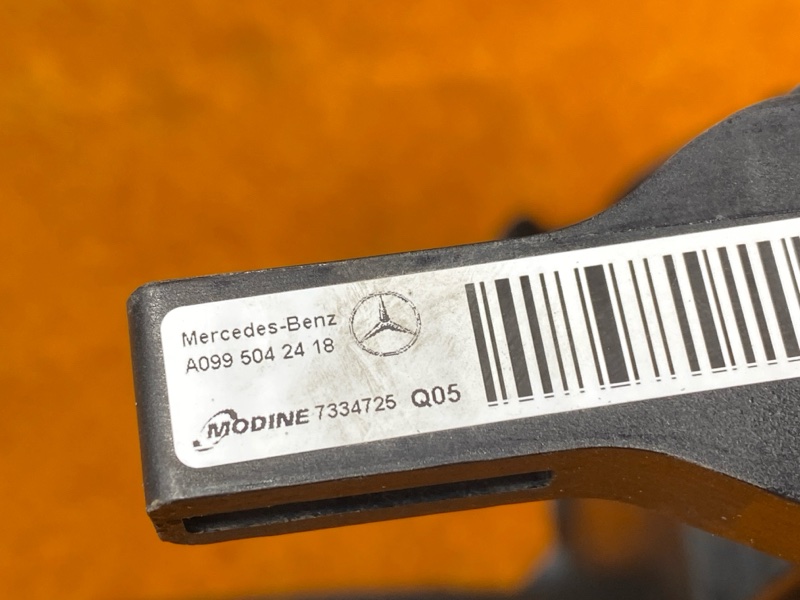 Mercedes-Benz
A099 504 24 18
MODINE 7334725 Q05